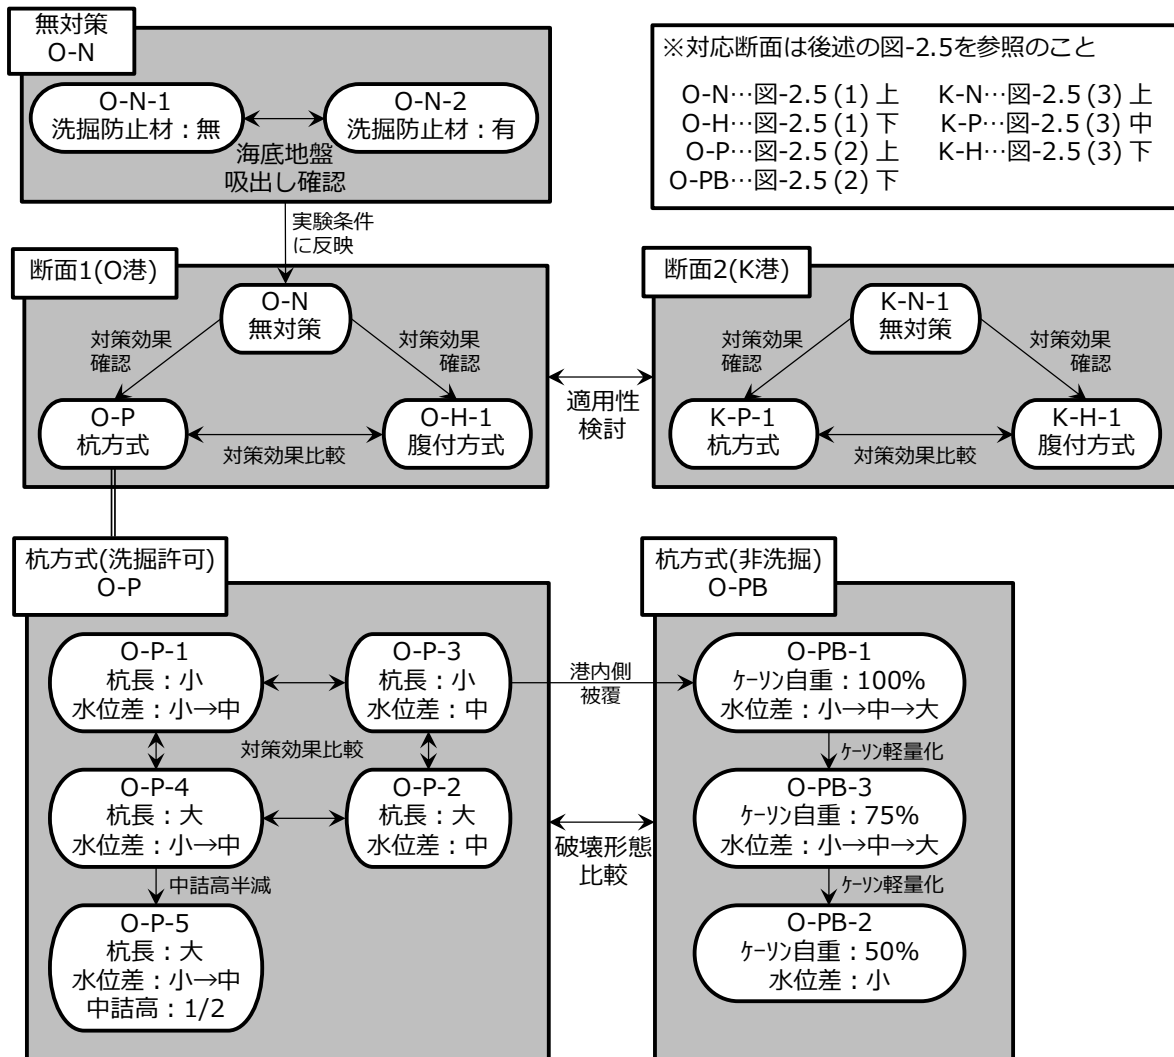 無対策
O-N
O-N-1
洗掘防止材：無
O-N-2
洗掘防止材：有
海底地盤
吸出し確認
※対応断面は後述の図-2.5を参照のこと
O-N…図-2.5 (1) 上
K-N…図-2.5 (3) 上
O-H…図-2.5 (1) 下
K-P…図-2.5 (3) 中
O-P…図-2.5 (2) 上
K-H…図-2.5 (3) 下
O-PB…図-2.5 (2) 下
実験条件
に反映
断面1(O港)
O-N
無対策
対策効果
確認
対策効果
確認
O-P
杭方式
O-H-1
腹付方式
対策効果比較
適用性
検討
断面2(K港)
K-N-1
無対策
対策効果
確認
対策効果
確認
K-P-1
杭方式
K-H-1
腹付方式
対策効果比較
杭方式(洗掘許可)
O-P
O-P-1
杭長：小
水位差：小→中
O-P-3
杭長：小
水位差：中
対策効果比較
O-P-4
杭長：大
水位差：小→中
O-P-2
杭長：大
水位差：中
中詰高半減
O-P-5
杭長：大
水位差：小→中
中詰高：1/2
港内側
被覆
破壊形態
比較
杭方式(非洗掘)
O-PB
O-PB-1
ｹｰｿﾝ自重：100%
水位差：小→中→大
ｹｰｿﾝ軽量化
O-PB-3
ｹｰｿﾝ自重：75%
水位差：小→中→大
ｹｰｿﾝ軽量化
O-PB-2
ｹｰｿﾝ自重：50%
水位差：小